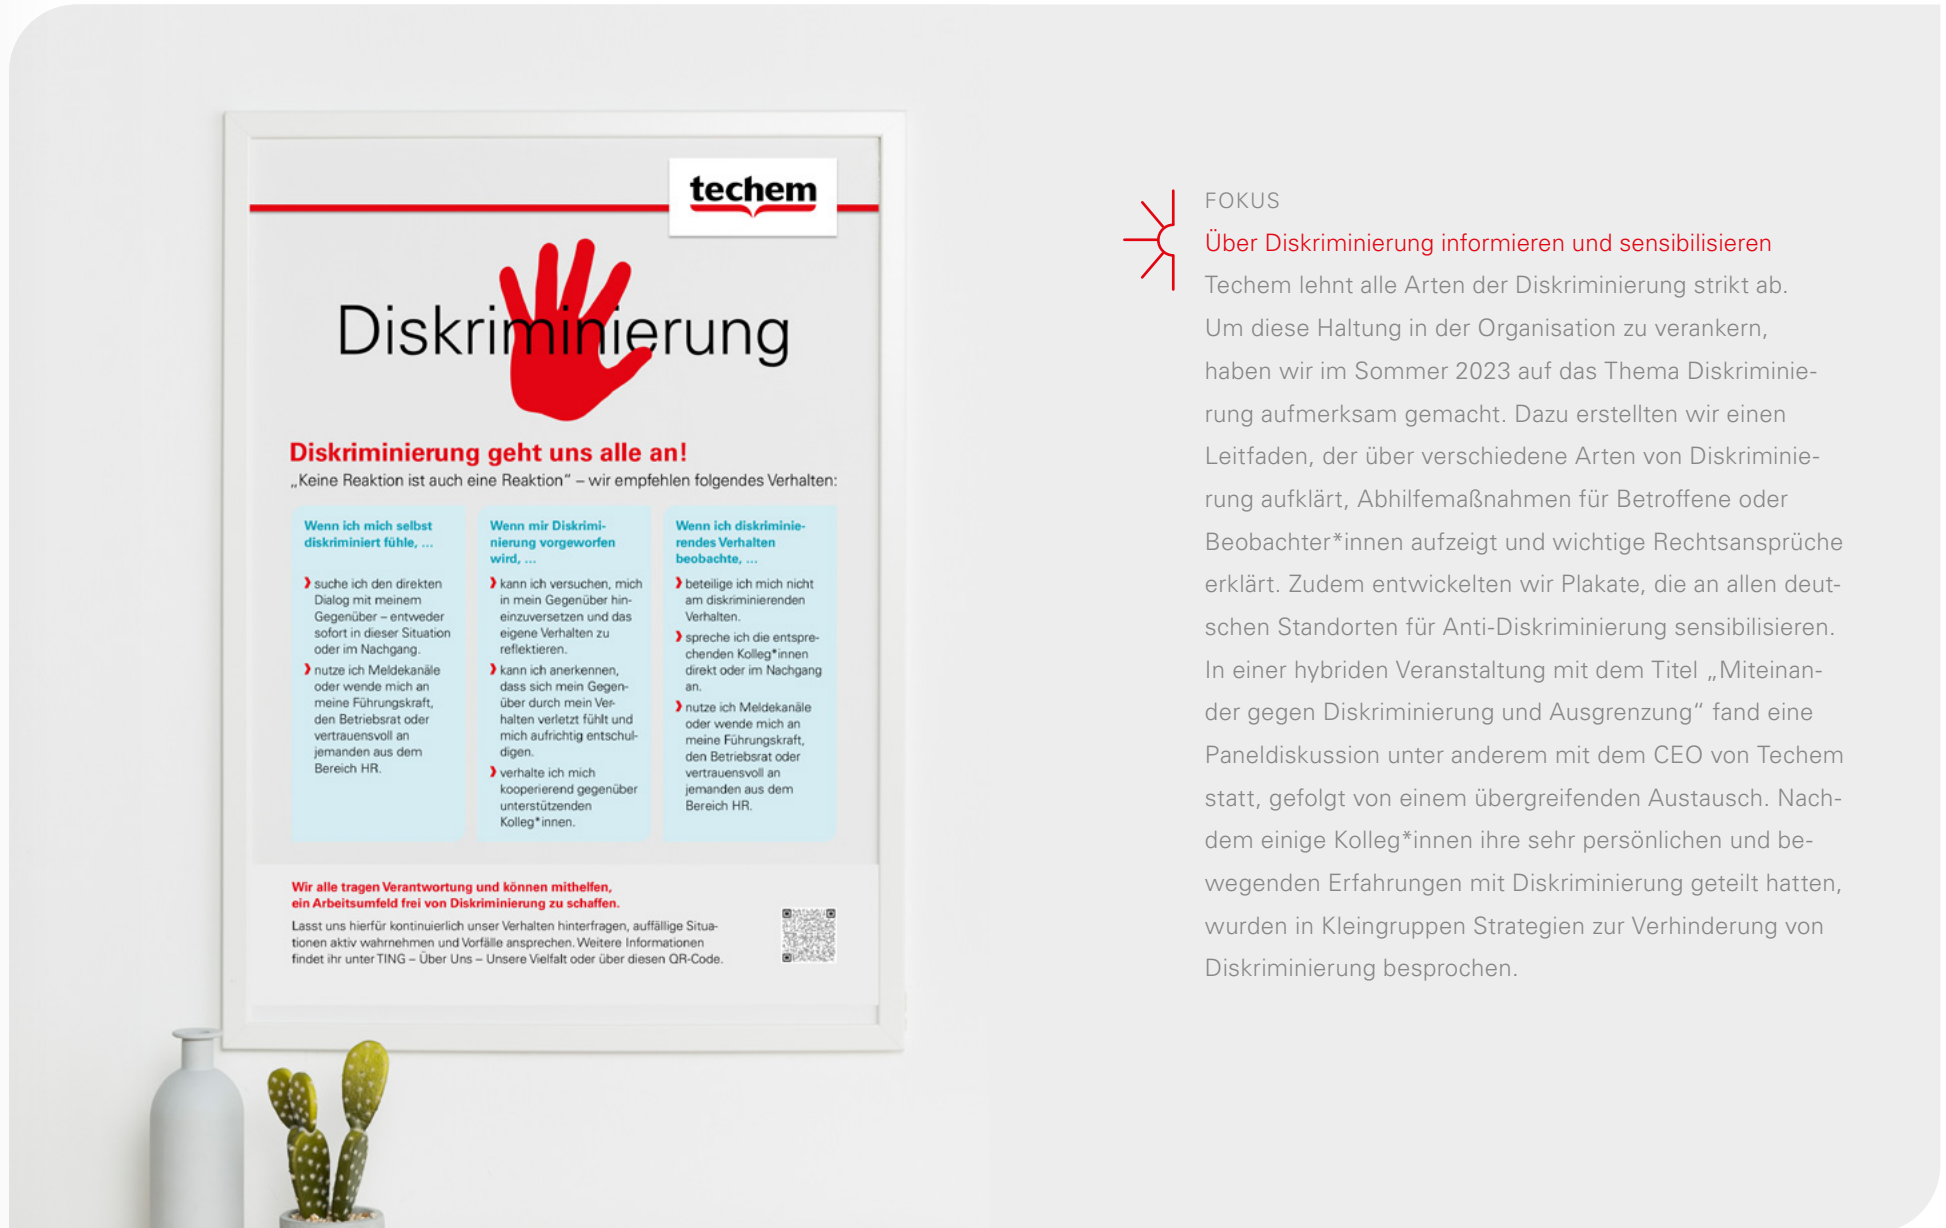 techem
Diskriminierung
Diskriminierung geht uns alle an!
„Keine Reaktion ist auch eine Reaktion“ – wir empfehlen folgendes Verhalten:
Wenn ich mich selbst
diskriminiert fühle, ...
❱ suche ich den direkten
Dialog mit meinem
Gegenüber – entweder
sofort in dieser Situation
oder im Nachgang.
❱ nutze ich Meldekanäle
oder wende mich an
meine Führungskraft,
den Betriebsrat oder
vertrauensvoll an
jemanden aus dem
Bereich HR.
Wenn mir Diskrimi-
nierung vorgeworfen
wird, ...
❱ kann ich versuchen, mich
in mein Gegenüber hin-
einzuversetzen und das
eigene Verhalten zu
reflektieren.
❱ kann ich anerkennen,
dass sich mein Gegen-
über durch mein Ver-
halten verletzt fühlt und
mich aufrichtig entschul-
digen.
❱ verhalte ich mich
kooperierend gegenüber
unterstützenden
Kolleg*innen.
Wenn ich diskriminie-
rendes Verhalten
beobachte, ...
❱ beteilige ich mich nicht
am diskriminierenden
Verhalten.
❱ spreche ich die entspre-
chenden Kolleg*innen
direkt oder im Nachgang
an.
❱ nutze ich Meldekanäle
oder wende mich an
meine Führungskraft,
den Betriebsrat oder
vertrauensvoll an
jemanden aus dem
Bereich HR.
Wir alle tragen Verantwortung und können mithelfen,
ein Arbeitsumfeld frei von Diskriminierung zu schaffen.
Lasst uns hierfür kontinuierlich unser Verhalten hinterfragen, auffällige Situa-
tionen aktiv wahrnehmen und Vorfälle ansprechen. Weitere Informationen
findet ihr unter TING – Über Uns – Unsere Vielfalt oder über diesen QR-Code.
FOKUS
Über Diskriminierung informieren und sensibilisieren
Techem lehnt alle Arten der Diskriminierung strikt ab.
Um diese Haltung in der Organisation zu verankern,
haben wir im Sommer 2023 auf das Thema Diskriminie-
rung aufmerksam gemacht. Dazu erstellten wir einen
Leitfaden, der über verschiedene Arten von Diskriminie-
rung aufklärt, Abhilfemaßnahmen für Betroffene oder
Beobachter*innen aufzeigt und wichtige Rechtsansprüche
erklärt. Zudem entwickelten wir Plakate, die an allen deut-
schen Standorten für Anti-Diskriminierung sensibilisieren.
In einer hybriden Veranstaltung mit dem Titel „Miteinan-
der gegen Diskriminierung und Ausgrenzung“ fand eine
Paneldiskussion unter anderem mit dem CEO von Techem
statt, gefolgt von einem übergreifenden Austausch. Nach-
dem einige Kolleg*innen ihre sehr persönlichen und be-
wegenden Erfahrungen mit Diskriminierung geteilt hatten,
wurden in Kleingruppen Strategien zur Verhinderung von
Diskriminierung besprochen.